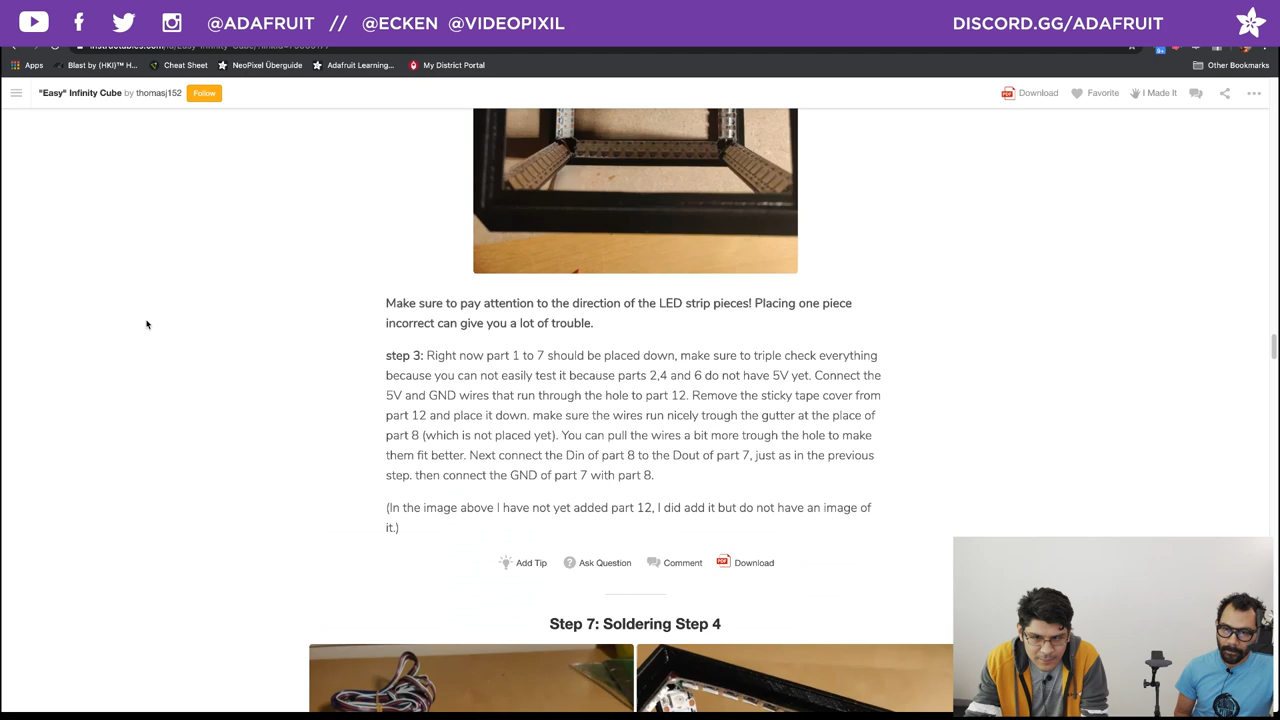 @ADAFRUIT // @ECKEN @VIDEOPIXIL
DISCORD.GG/ADAFRUIT
Apps Blast by (HKI)™ H... Cheat Sheet NeoPixel Überguide Adafruit Learning... My District Portal Other Bookmarks
"Easy" Infinity Cube by thomasj152 Follow Download Favorite I Made It
Make sure to pay attention to the direction of the LED strip pieces! Placing one piece
incorrect can give you a lot of trouble.
step 3: Right now part 1 to 7 should be placed down, make sure to triple check everything
because you can not easily test it because parts 2,4 and 6 do not have 5V yet. Connect the
5V and GND wires that run through the hole to part 12. Remove the sticky tape cover from
part 12 and place it down. make sure the wires run nicely trough the gutter at the place of
part 8 (which is not placed yet). You can pull the wires a bit more trough the hole to make
them fit better. Next connect the Din of part 8 to the Dout of part 7, just as in the previous
step. then connect the GND of part 7 with part 8.
(In the image above I have not yet added part 12, I did add it but do not have an image of
it.)
Add Tip Ask Question Comment Download
Step 7: Soldering Step 4